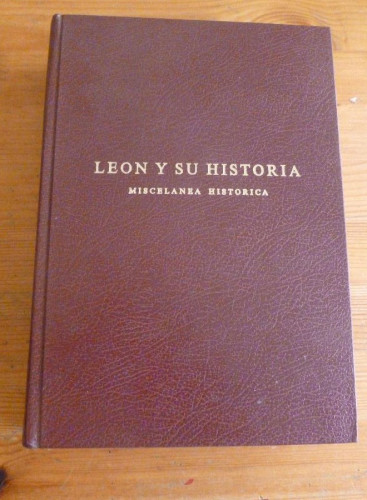 LEON Y SU HISTORIA
MISCELANEA HISTORICA